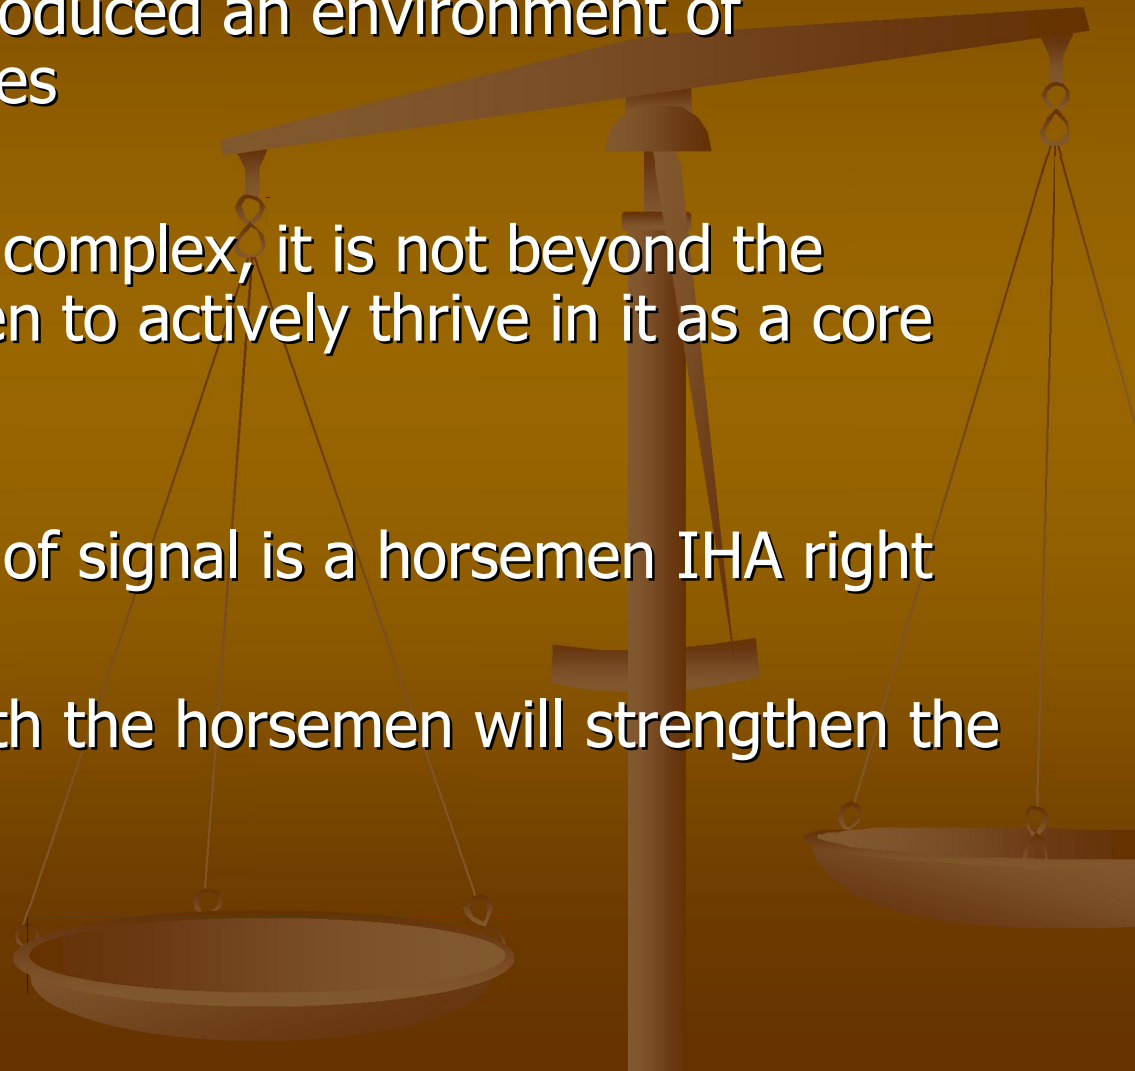 oduced an environment of
es
complex, it is not beyond the
en to actively thrive in it as a core
of signal is a horsemen IHA right
th the horsemen will strengthen the